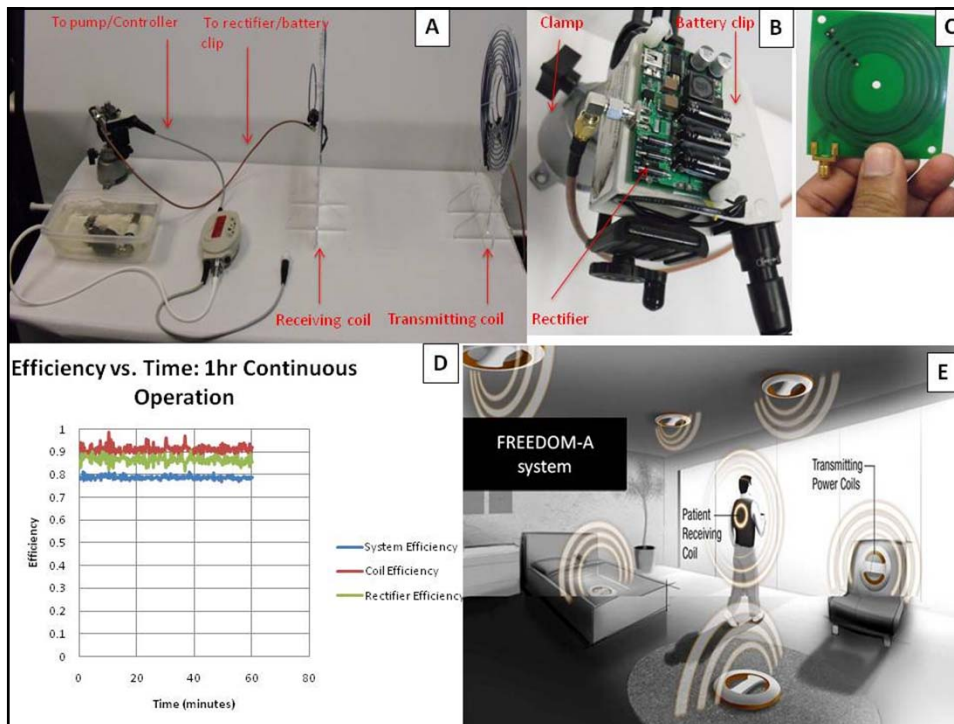 To pump/Controller
To rectifier/battery
clip
A
Receiving coil
Transmitting coil
Clamp
Battery clip
B
Rectifier
C
Efficiency vs. Time: 1hr Continuous
Operation
D
Efficiency
1
0.9
0.8
0.7
0.6
0.5
0.4
0.3
0.2
0.1
0
0
20
40
60
80
Time (minutes)
System Efficiency
Coil Efficiency
Rectifier Efficiency
E
FREEDOM-A
system
Patient
Receiving
Coil
Transmitting
Power Coils